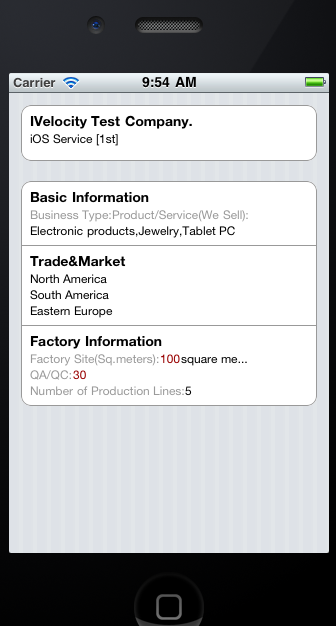 Carrier 9:54 AM
IVelocity Test Company.
iOS Service [1st]
Basic Information
Business Type:Product/Service(We Sell):
Electronic products,Jewelry,Tablet PC
Trade&Market
North America
South America
Eastern Europe
Factory Information
Factory Site(Sq.meters):100square me...
QA/QC:30
Number of Production Lines:5